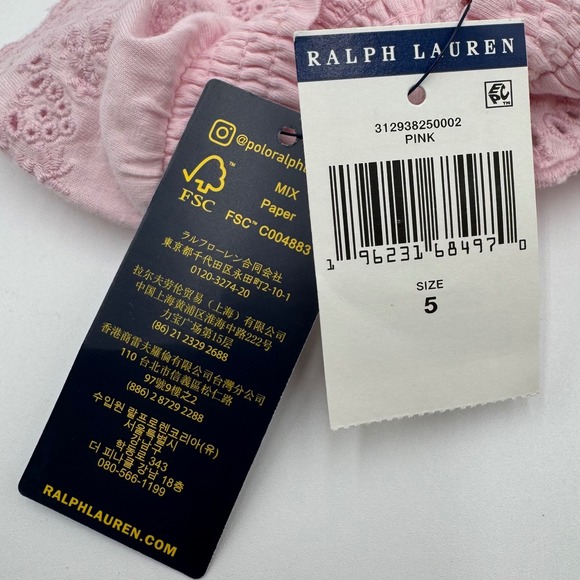 @poloralph
MIX
Paper
FSC
FSC™ C004883
ラルフローレン合同会社
東京都千代田区永田町2-10-1
0120-3274-20
拉尔夫劳伦贸易(上海)有限公司
中国上海黄浦区淮海中路222号
力宝广场第15层
(86) 21 2329 2688
香港商雷夫羅倫有限公司台灣分公司
110 台北市信義區松仁路
97號9樓之2
(886) 2 8729 2288
수입원 랄프로렌코리아(유)
서울특별시
강남구
학동로 343
더 피나클 강남 18층
080-566-1199
RALPHLAUREN.COM
RALPH LAUREN
EPC™
312938250002
PINK
1 96231 68497 0
SIZE
5